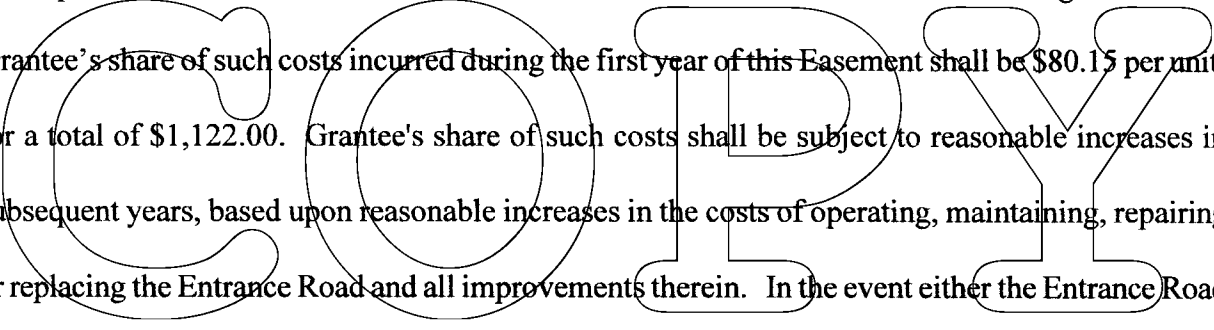 rantee's share of such costs incurred during the first year of this Easement shall be $80.15 per unit
r a total of $1,122.00. Grantee's share of such costs shall be subject to reasonable increases in
ubsequent years, based upon reasonable increases in the costs of operating, maintaining, repairing
r replacing the Entrance Road and all improvements therein. In the event either the Entrance Road
COPY